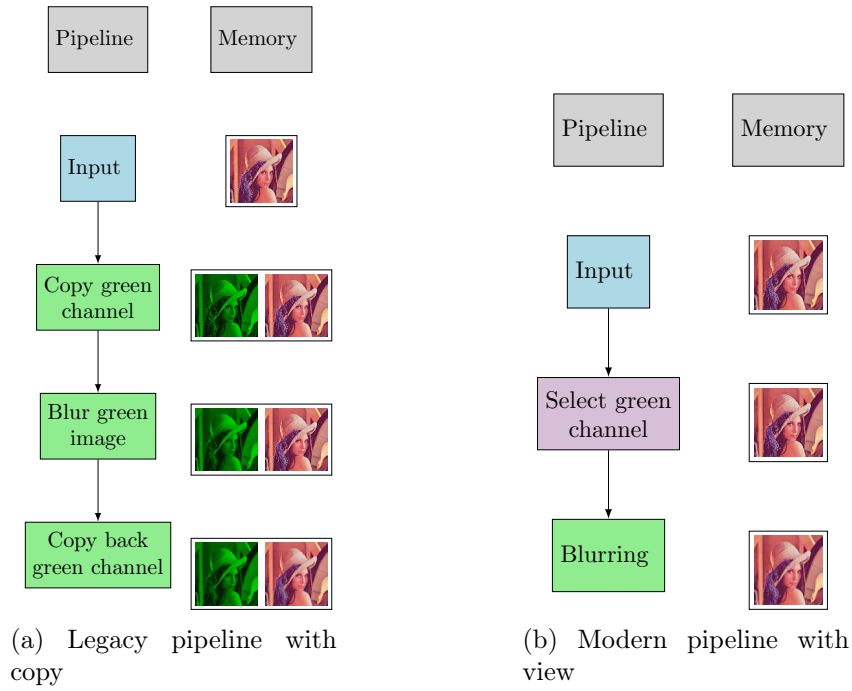 Pipeline
Memory
Input
Copy green
channel
Blur green
image
Copy back
green channel
(a) Legacy pipeline with
copy
Pipeline
Memory
Input
Select green
channel
Blurring
(b) Modern pipeline with
view